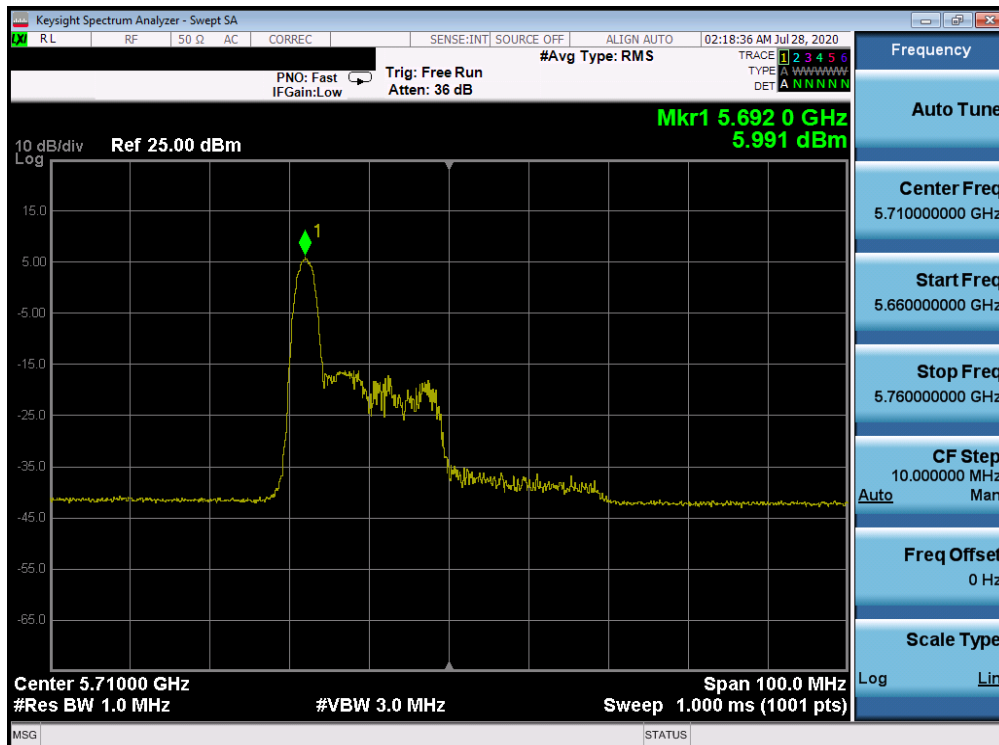 Keysight Spectrum Analyzer - Swept SA
LXI RL RF 50 Ω AC CORREC SENSE:INT SOURCE OFF ALIGN AUTO 02:18:36 AM Jul 28, 2020
#Avg Type: RMS
TRACE 1 2 3 4 5 6
TYPE A WWWWW
DET A N N N N N
PNO: Fast
IFGain:Low
Trig: Free Run
Atten: 36 dB
Mkr1 5.692 0 GHz
5.991 dBm
10 dB/div
Log
Ref 25.00 dBm
1
15.0
5.00
-5.00
-15.0
-25.0
-35.0
-45.0
-55.0
-65.0
Center 5.71000 GHz
Span 100.0 MHz
#Res BW 1.0 MHz
#VBW 3.0 MHz
Sweep 1.000 ms (1001 pts)
MSG
STATUS
Frequency
Auto Tune
Center Freq
5.710000000 GHz
Start Freq
5.660000000 GHz
Stop Freq
5.760000000 GHz
CF Step
10.000000 MHz
Auto Man
Freq Offset
0 Hz
Scale Type
Log Lin